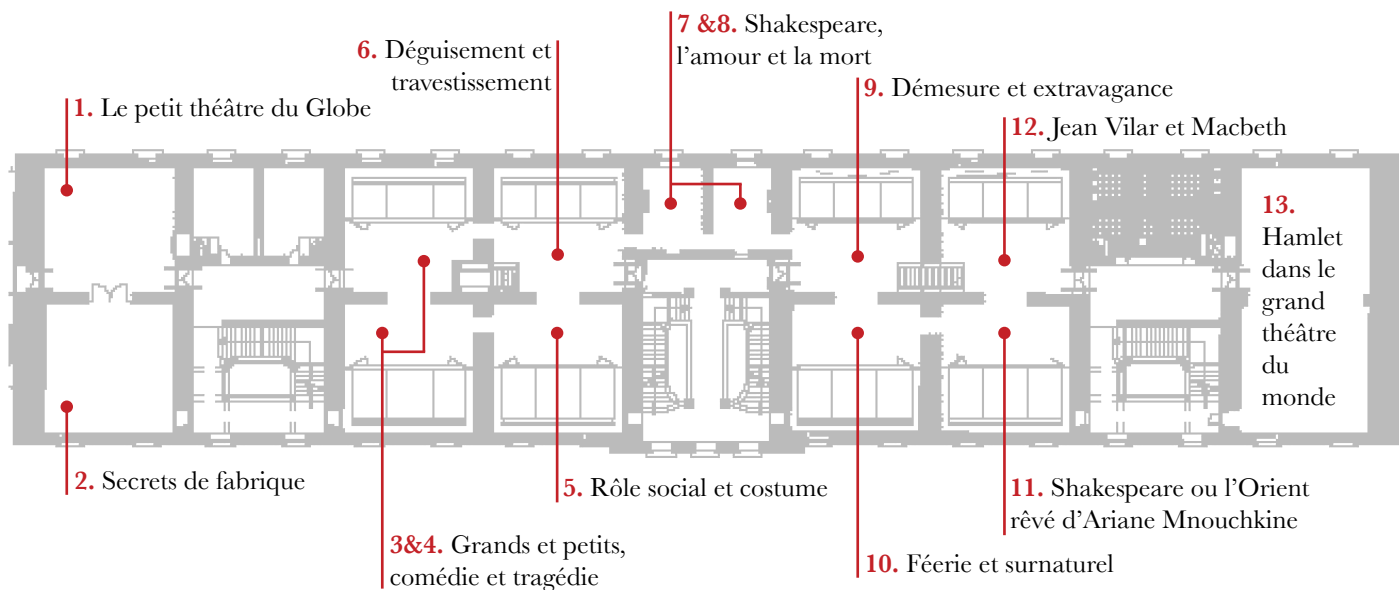 1. Le petit théâtre du Globe
2. Secrets de fabrique
3&4. Grands et petits,
comédie et tragédie
5. Rôle social et costume
6. Déguisement et
travestissement
7 &8. Shakespeare,
l’amour et la mort
9. Démesure et extravagance
10. Féerie et surnaturel
11. Shakespeare ou l’Orient
rêvé d’Ariane Mnouchkine
12. Jean Vilar et Macbeth
13.
Hamlet
dans le
grand
théâtre
du
monde